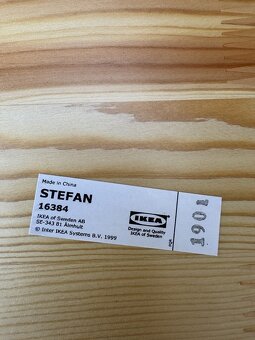 Made in China
STEFAN
16384
IKEA of Sweden AB
SE-343 81 Älmhult
© Inter IKEA Systems B.V. 1999
IKEA
Design and Quality
IKEA of Sweden
1901